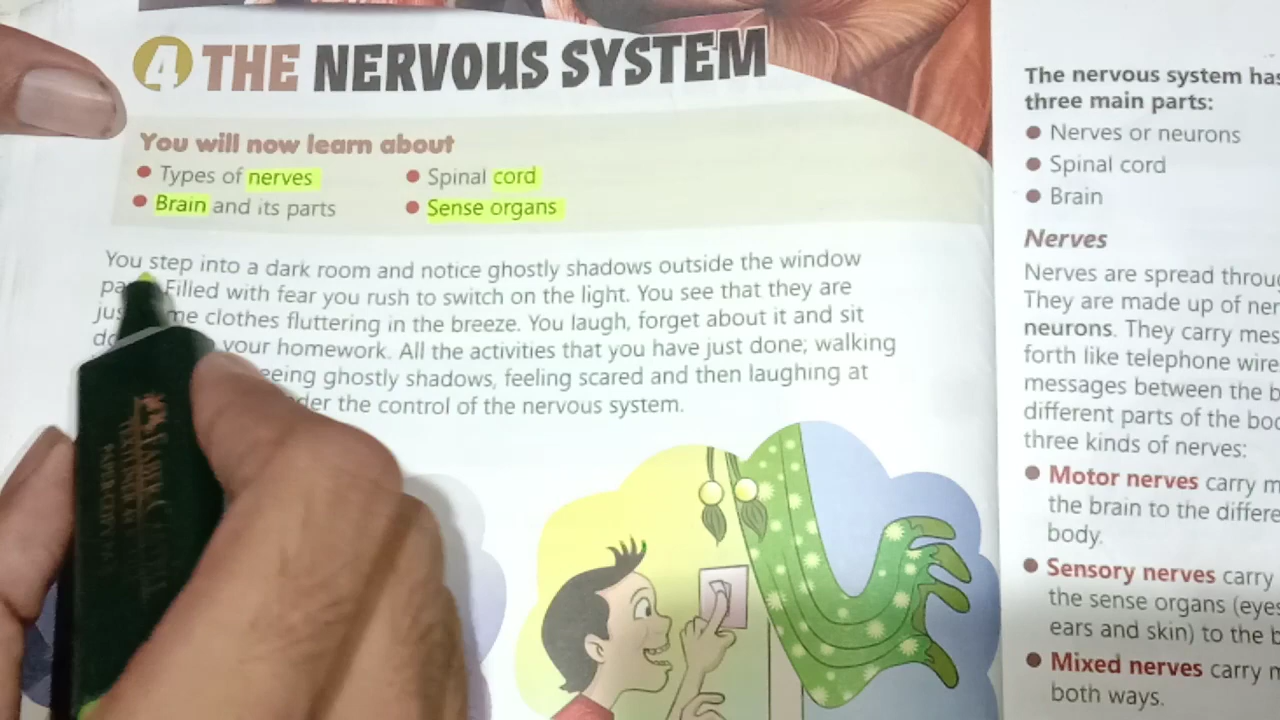 4 THE NERVOUS SYSTEM
You will now learn about
Types of nerves
Spinal cord
Brain and its parts
Sense organs
You step into a dark room and notice ghostly shadows outside the window
Filled with fear you rush to switch on the light. You see that they are
clothes fluttering in the breeze. You laugh, forget about it and sit
your homework. All the activities that you have just done; walking
ghostly shadows, feeling scared and then laughing at
the control of the nervous system.
The nervous system has
three main parts:
Nerves or neurons
Spinal cord
Brain
Nerves
Nerves are spread
They are made up of
neurons. They carry
forth like telephone
messages between the
different parts of the
three kinds of nerves:
Motor nerves carry
the brain to the
body.
Sensory nerves carry
the sense organs
ears and skin) to the
Mixed nerves carry
both ways.